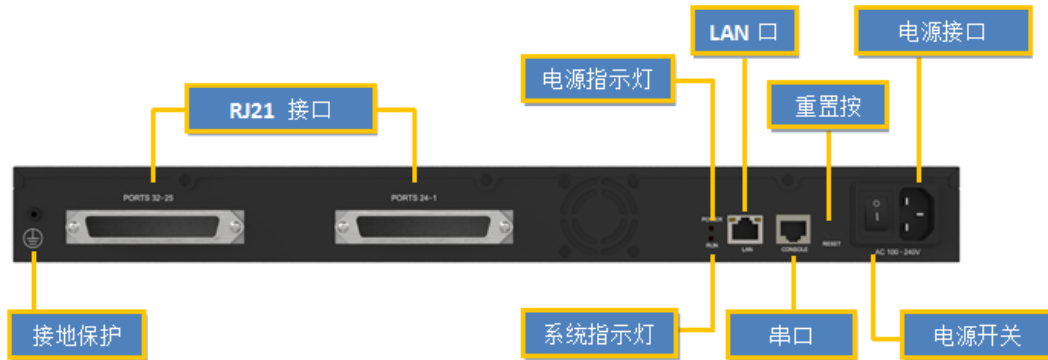 LAN 口
电源接口
电源指示灯
RJ21 接口
重置按
PORTS 32-25
PORTS 24-1
POWER
RUN
LAN
CONSOLE
RESET
O
I
AC 100 - 240V
接地保护
系统指示灯
串口
电源开关